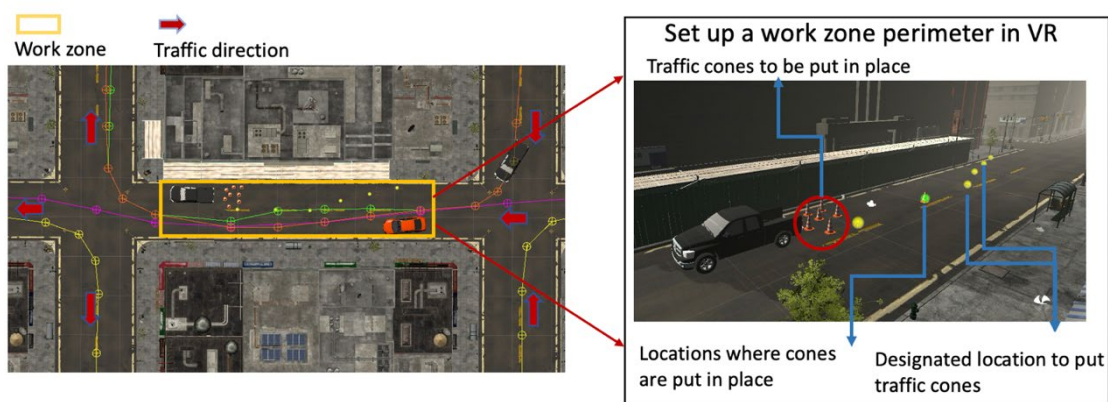 Work zone
Traffic direction
Set up a work zone perimeter in VR
Traffic cones to be put in place
Locations where cones
are put in place
Designated location to put
traffic cones